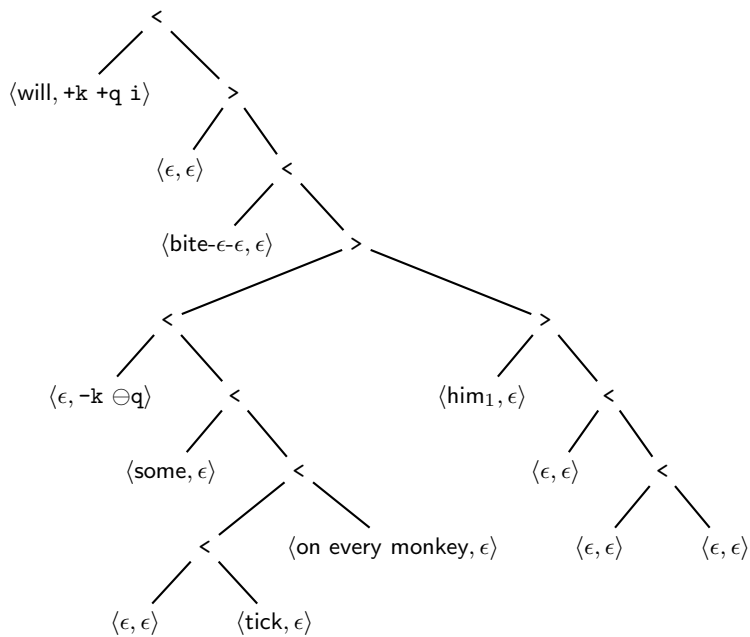 <
⟨will, +k +q i⟩ >
⟨ϵ, ϵ⟩ <
⟨bite-ϵ-ϵ, ϵ⟩ >
< >
⟨ϵ, -k ⊖q⟩ < ⟨him₁, ϵ⟩ <
⟨some, ϵ⟩ < ⟨ϵ, ϵ⟩ <
< ⟨on every monkey, ϵ⟩ ⟨ϵ, ϵ⟩ ⟨ϵ, ϵ⟩
⟨ϵ, ϵ⟩ ⟨tick, ϵ⟩